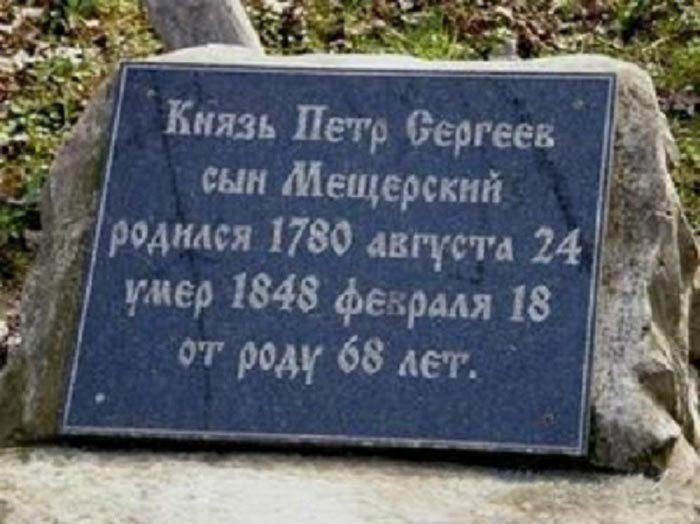 Князь Петр Сергеев
сын Мещерский
родился 1780 августа 24
умер 1848 февраля 18
от роду 68 лет.